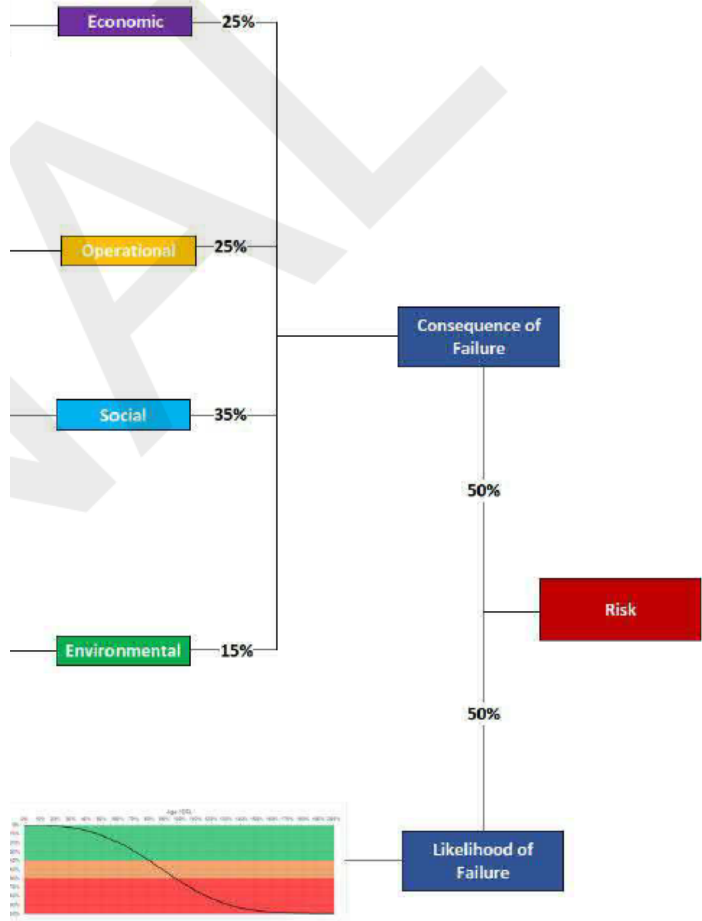 Economic
25%
Operational
25%
Consequence of
Failure
Social
35%
50%
Risk
Environmental
15%
50%
Likelihood of
Failure